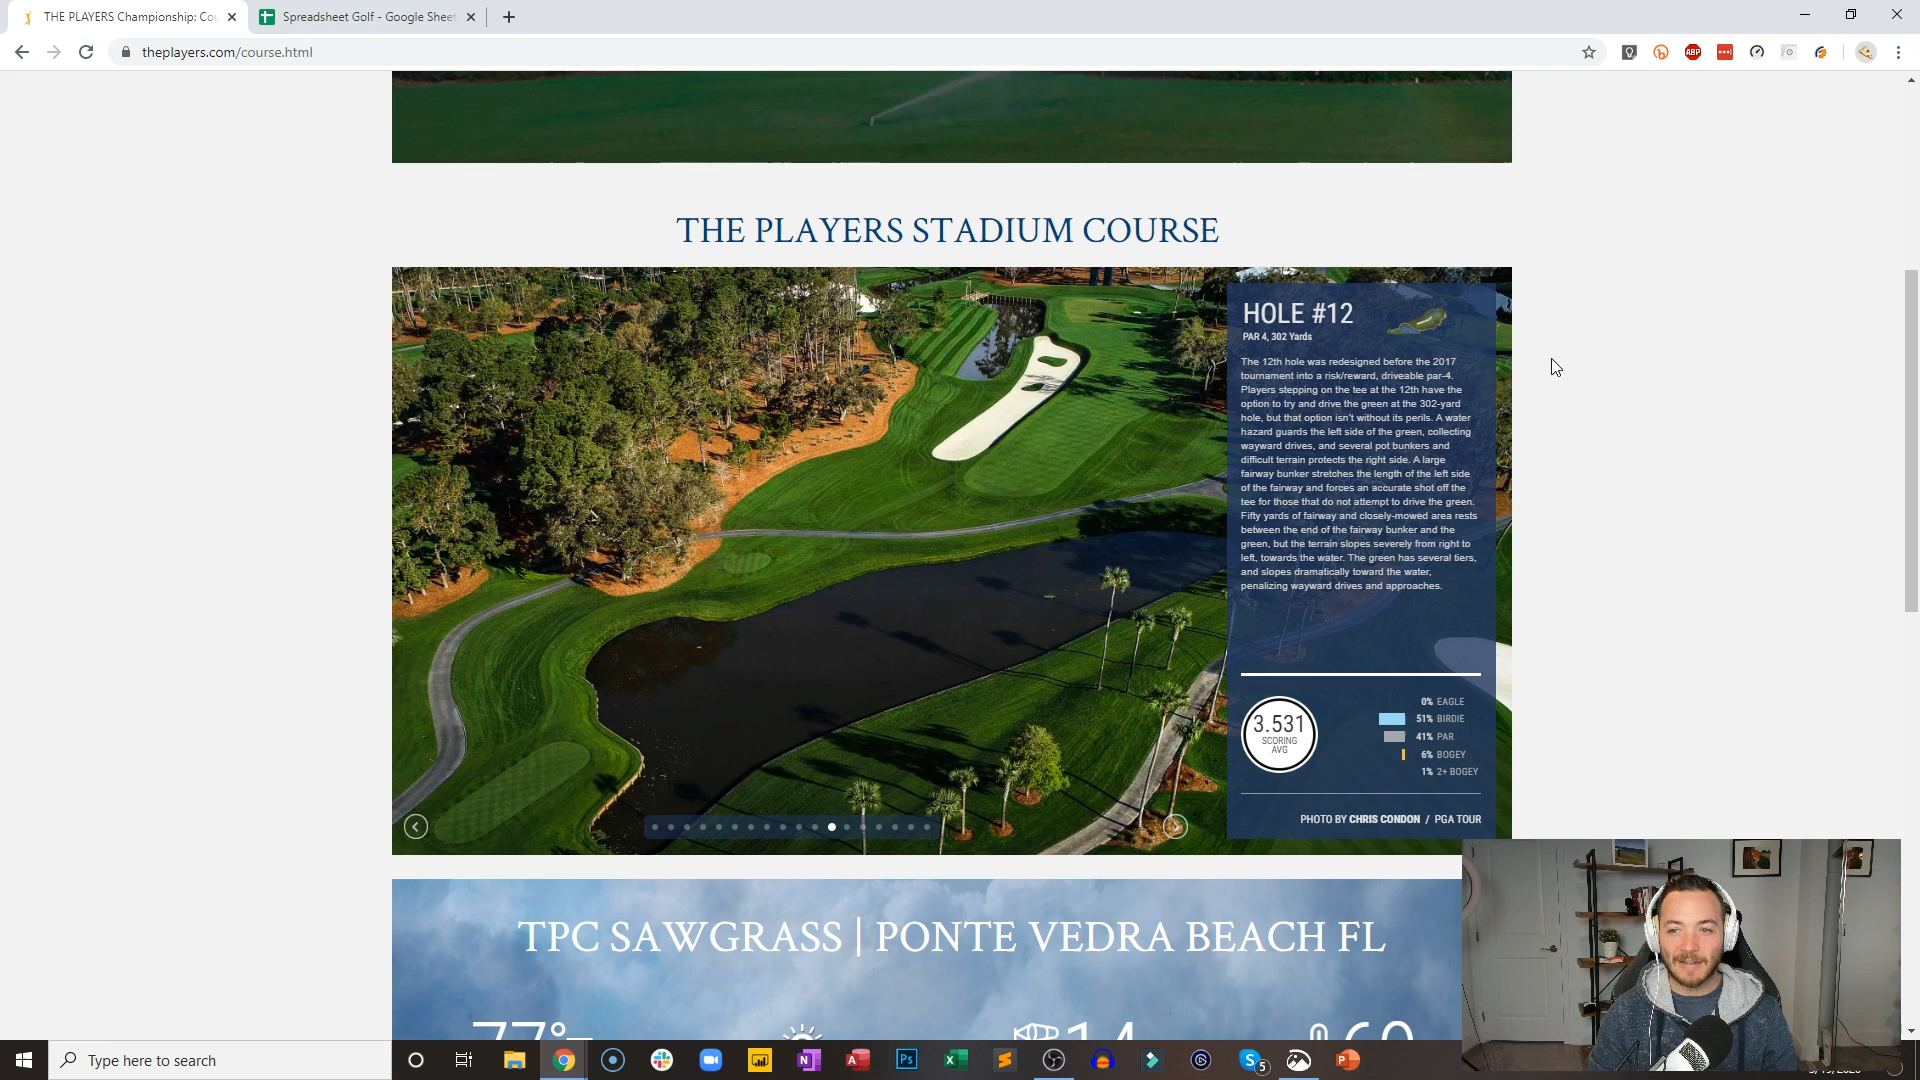 THE PLAYERS Championship: Cou
Spreadsheet Golf - Google Sheet
theplayers.com/course.html
ABP
THE PLAYERS STADIUM COURSE
HOLE #12
PAR 4, 302 Yards
The 12th hole was redesigned before the 2017
tournament into a risk/reward, driveable par-4.
Players stepping on the tee at the 12th have the
option to try and drive the green at the 302-yard
hole, but that option isn't without its perils. A water
hazard guards the left side of the green, collecting
wayward drives, and several pot bunkers and
difficult terrain protects the right side. A large
fairway bunker stretches the length of the left side
of the fairway and forces an accurate shot off the
tee for those that do not attempt to drive the green.
Fifty yards of fairway and closely-mowed area rests
between the end of the fairway bunker and the
green, but the terrain slopes severely from right to
left, towards the water. The green has several tiers,
and slopes dramatically toward the water,
penalizing wayward drives and approaches.
3.531
SCORING
AVG
0% EAGLE
51% BIRDIE
41% PAR
6% BOGEY
1% 2+ BOGEY
PHOTO BY CHRIS CONDON / PGA TOUR
TPC SAWGRASS | PONTE VEDRA BEACH FL
77°
14
60
Type here to search
N
A
Ps
X
S
5
P